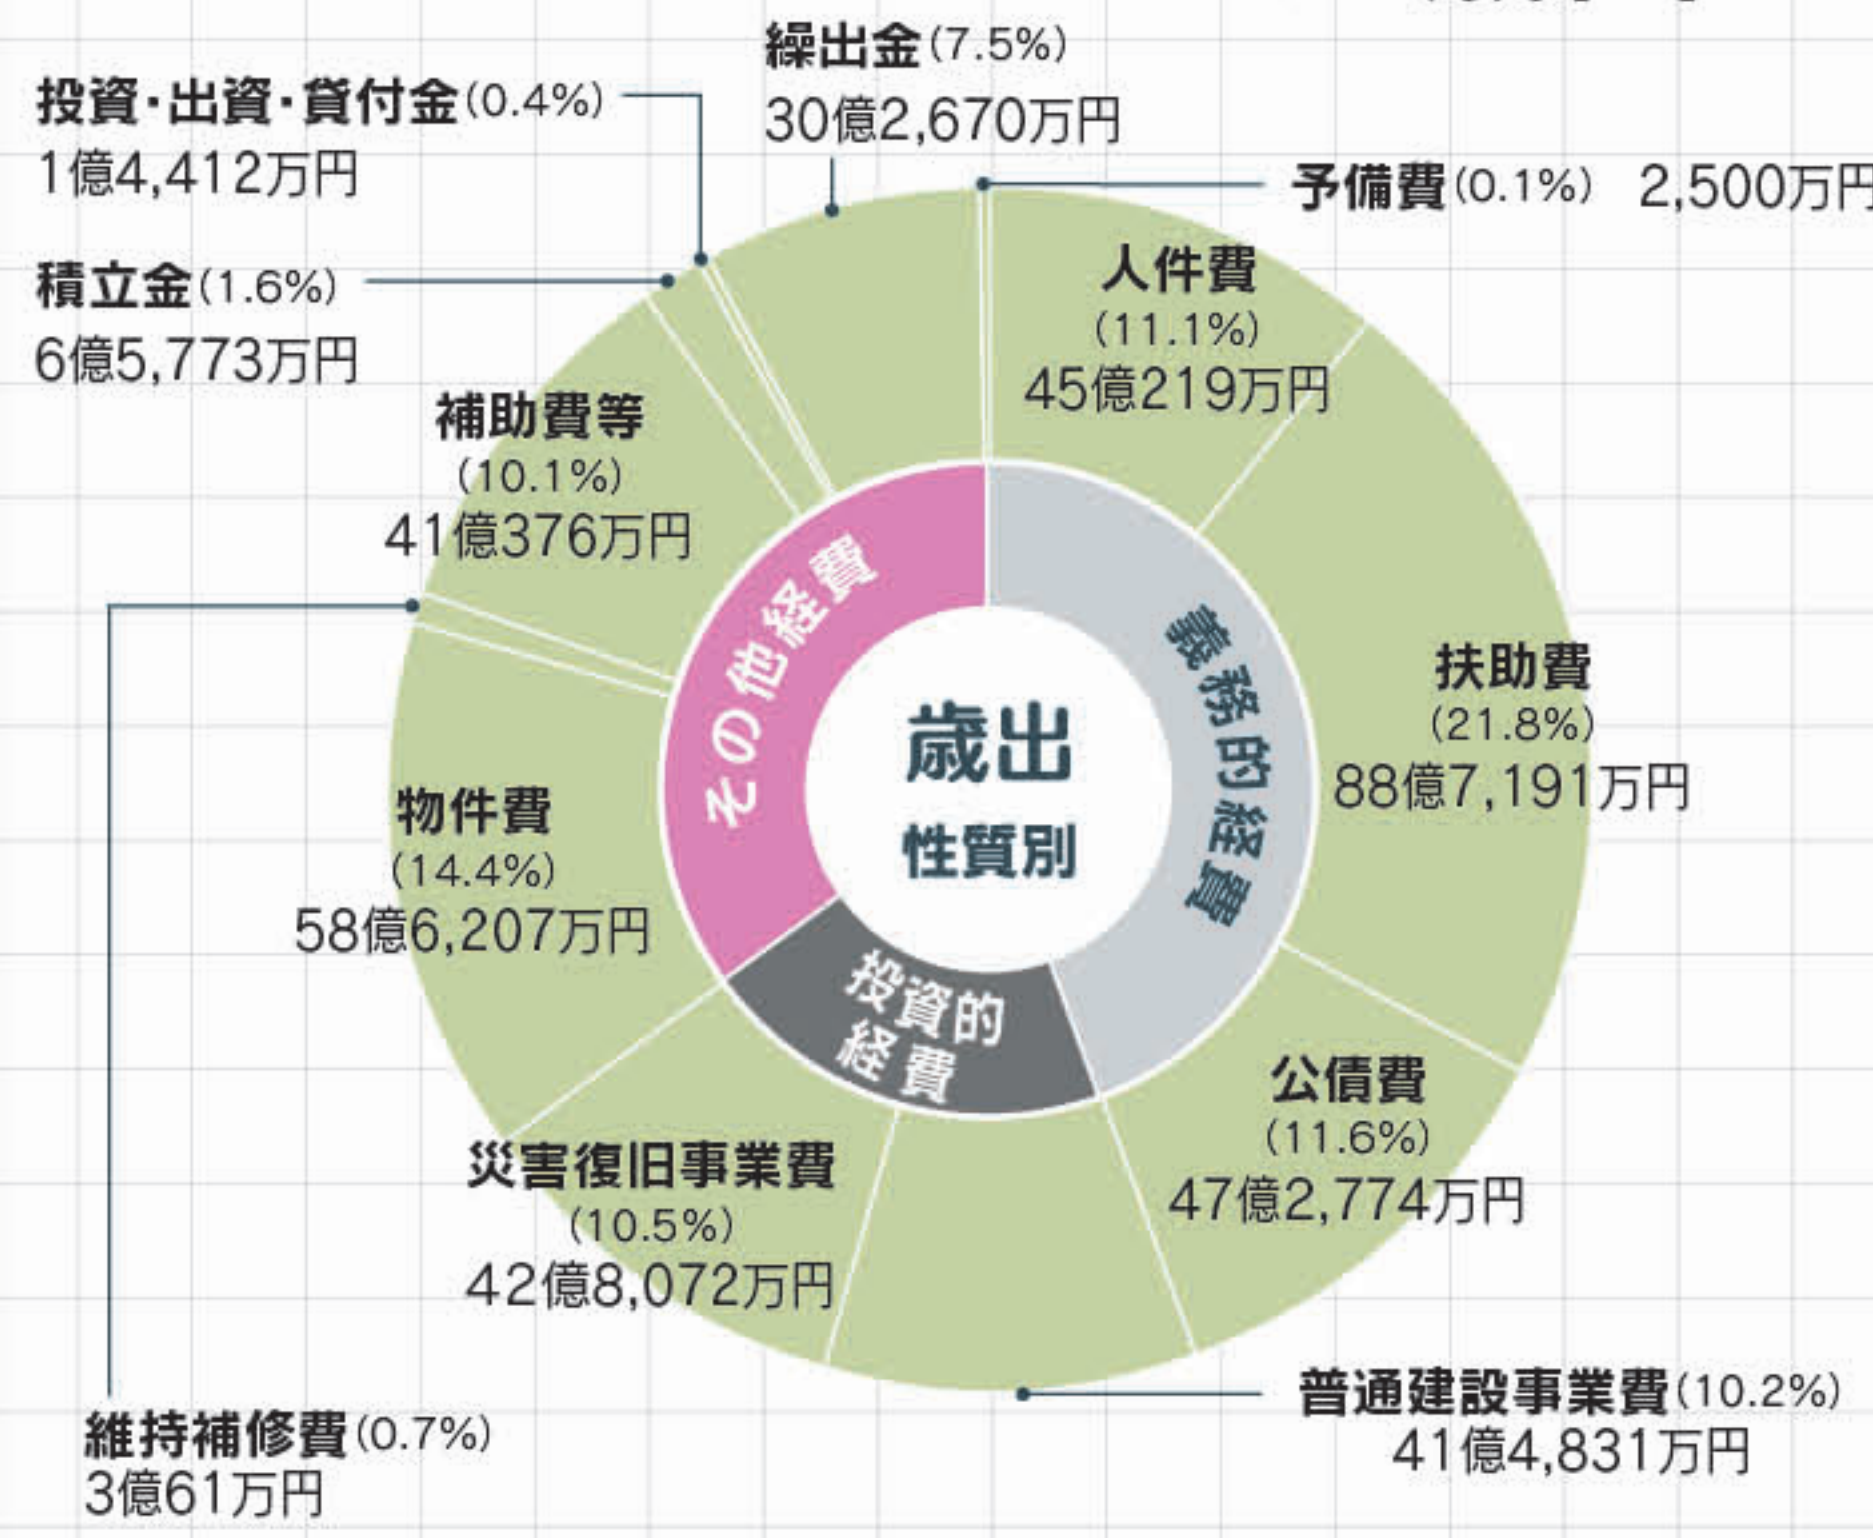 繰出金(7.5%)
30億2,670万円
投資・出資・貸付金(0.4%)
1億4,412万円
予備費(0.1%) 2,500万円
積立金(1.6%)
6億5,773万円
人件費
(11.1%)
45億219万円
補助費等
(10.1%)
41億376万円
扶助費
(21.8%)
88億7,191万円
その他経費
義務的経費
歳出
性質別
物件費
(14.4%)
58億6,207万円
投資的
経費
公債費
(11.6%)
47億2,774万円
災害復旧事業費
(10.5%)
42億8,072万円
普通建設事業費(10.2%)
41億4,831万円
維持補修費(0.7%)
3億61万円